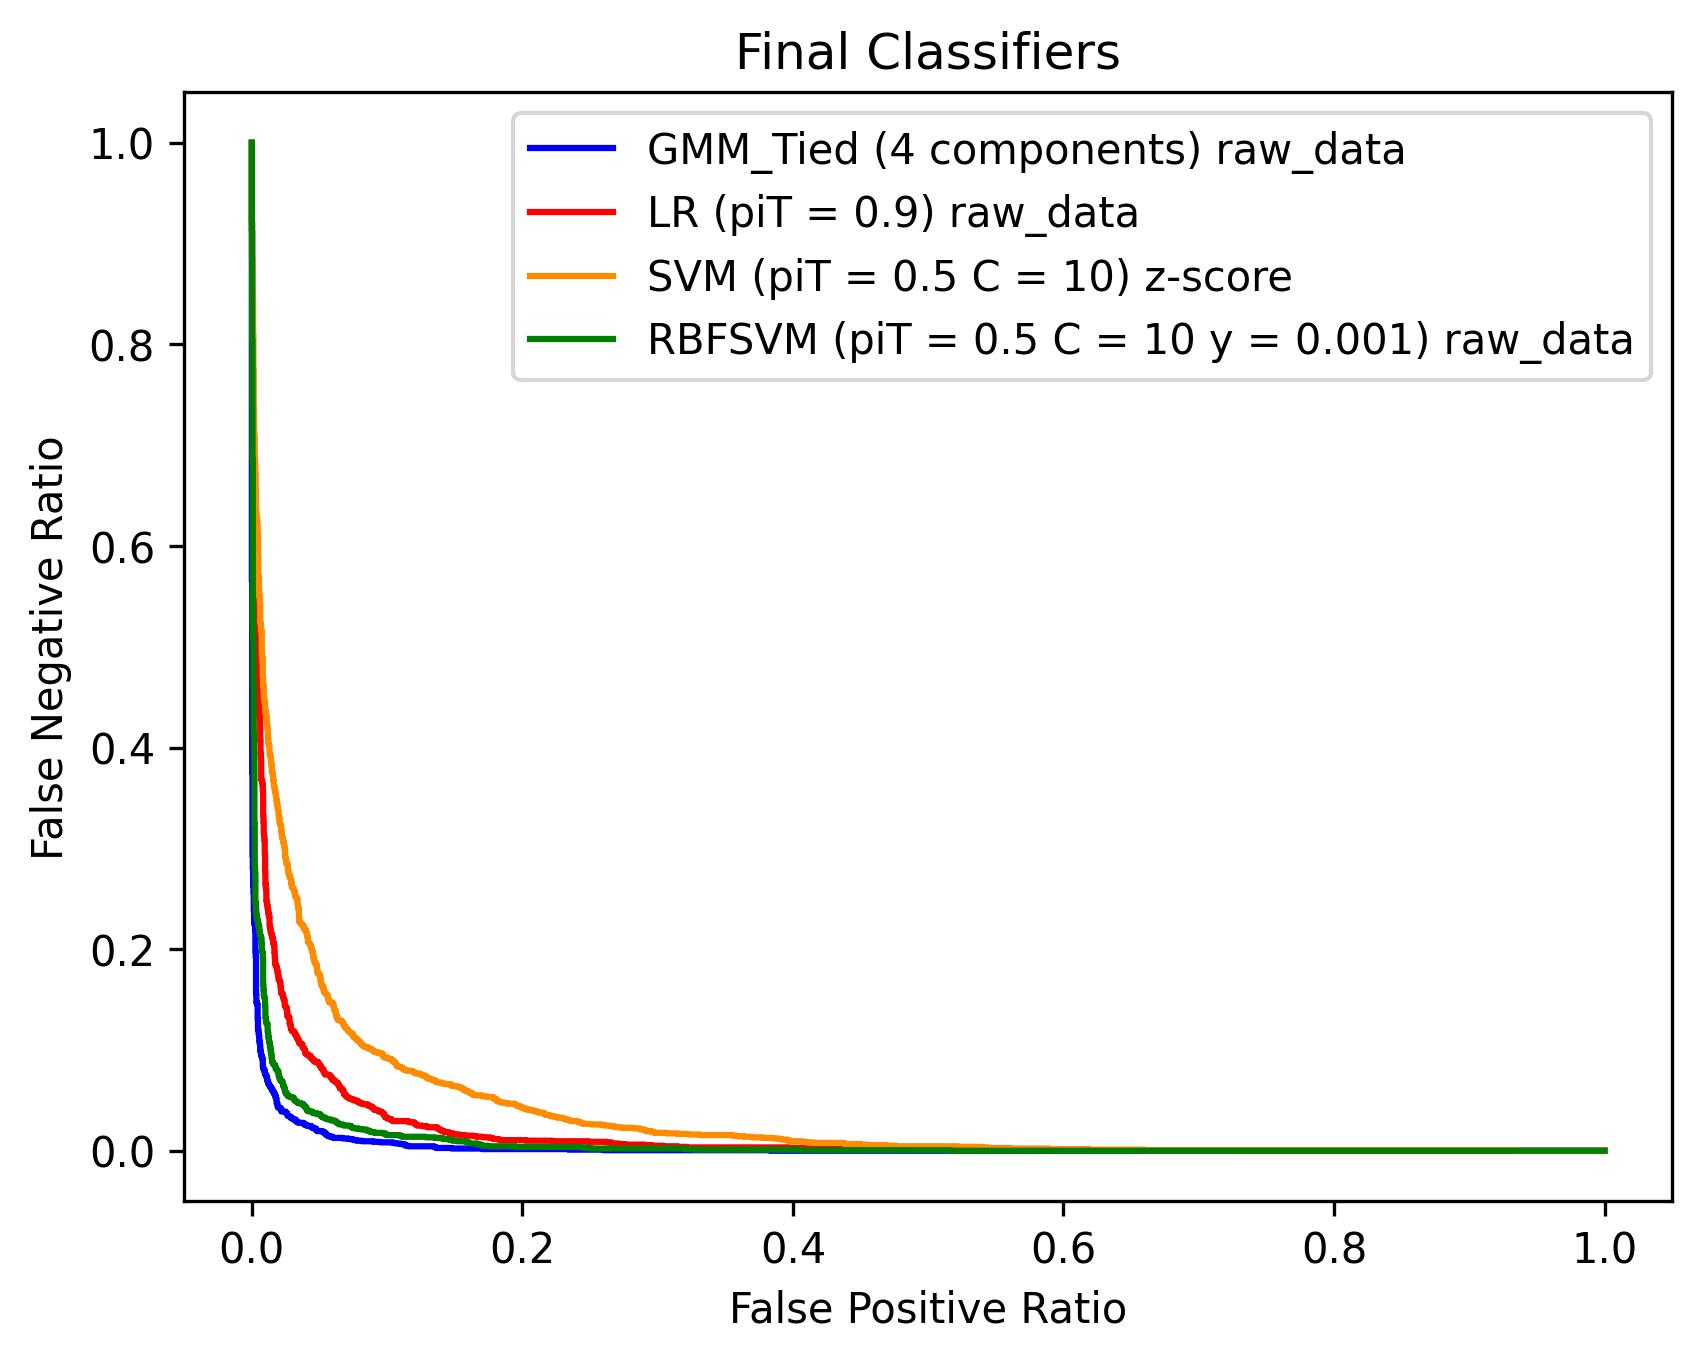 Final Classifiers
GMM_Tied (4 components) raw_data
LR (piT = 0.9) raw_data
SVM (piT = 0.5 C = 10) z-score
RBFSVM (piT = 0.5 C = 10 y = 0.001) raw_data
False Negative Ratio
1.0
0.8
0.6
0.4
0.2
0.0
0.0 0.2 0.4 0.6 0.8 1.0
False Positive Ratio